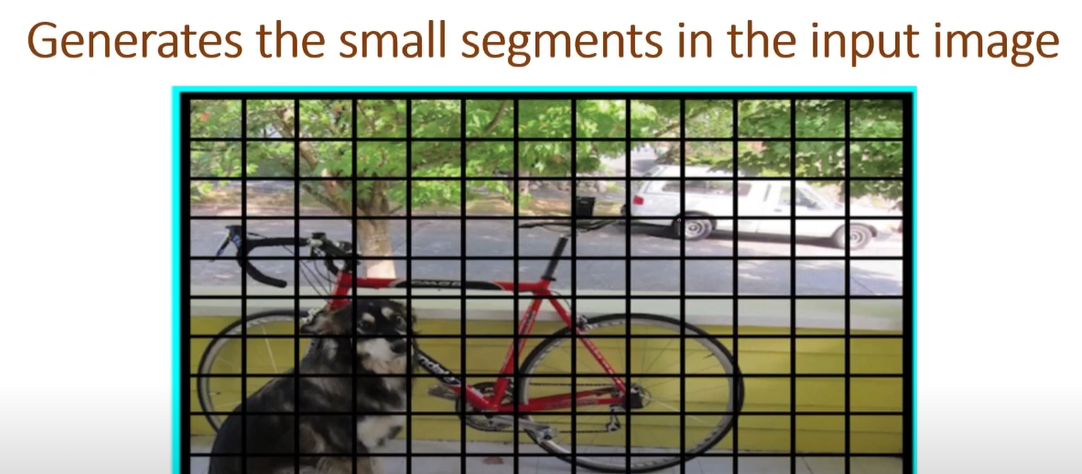 Generates the small segments in the input image